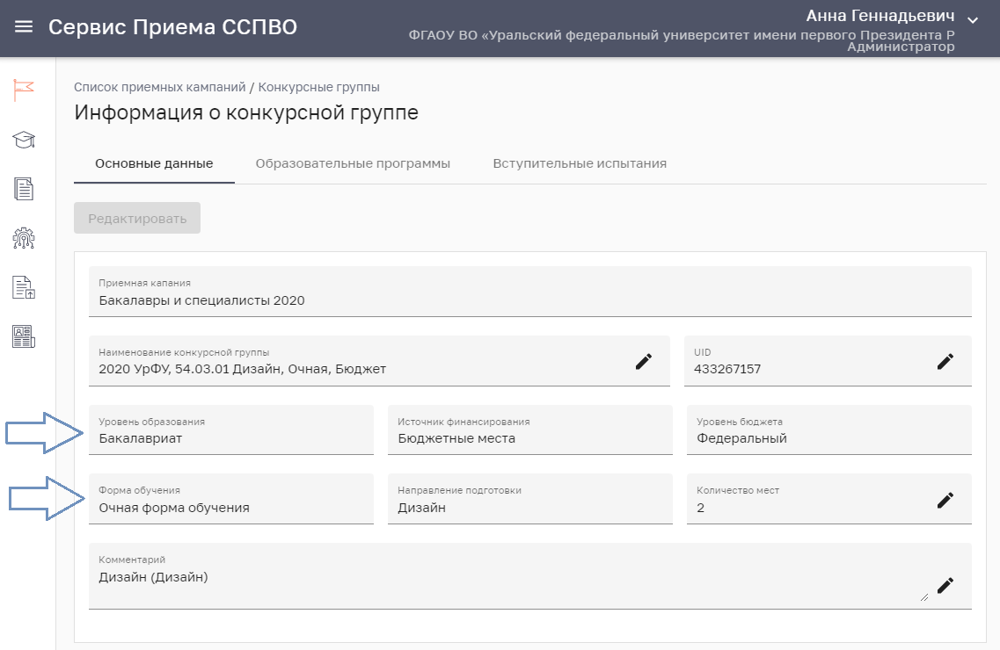 Сервис Приема ССПВО
Анна Геннадьевич
ФГАОУ ВО «Уральский федеральный университет имени первого Президента Р
Администратор
Список приемных кампаний / Конкурсные группы
Информация о конкурсной группе
Основные данные Образовательные программы Вступительные испытания
Редактировать
Приемная капания
Бакалавры и специалисты 2020
Наименование конкурсной группы UID
2020 УрФУ, 54.03.01 Дизайн, Очная, Бюджет 433267157
Уровень образования Источник финансирования Уровень бюджета
Бакалавриат Бюджетные места Федеральный
Форма обучения Направление подготовки Количество мест
Очная форма обучения Дизайн 2
Комментарий
Дизайн (Дизайн)